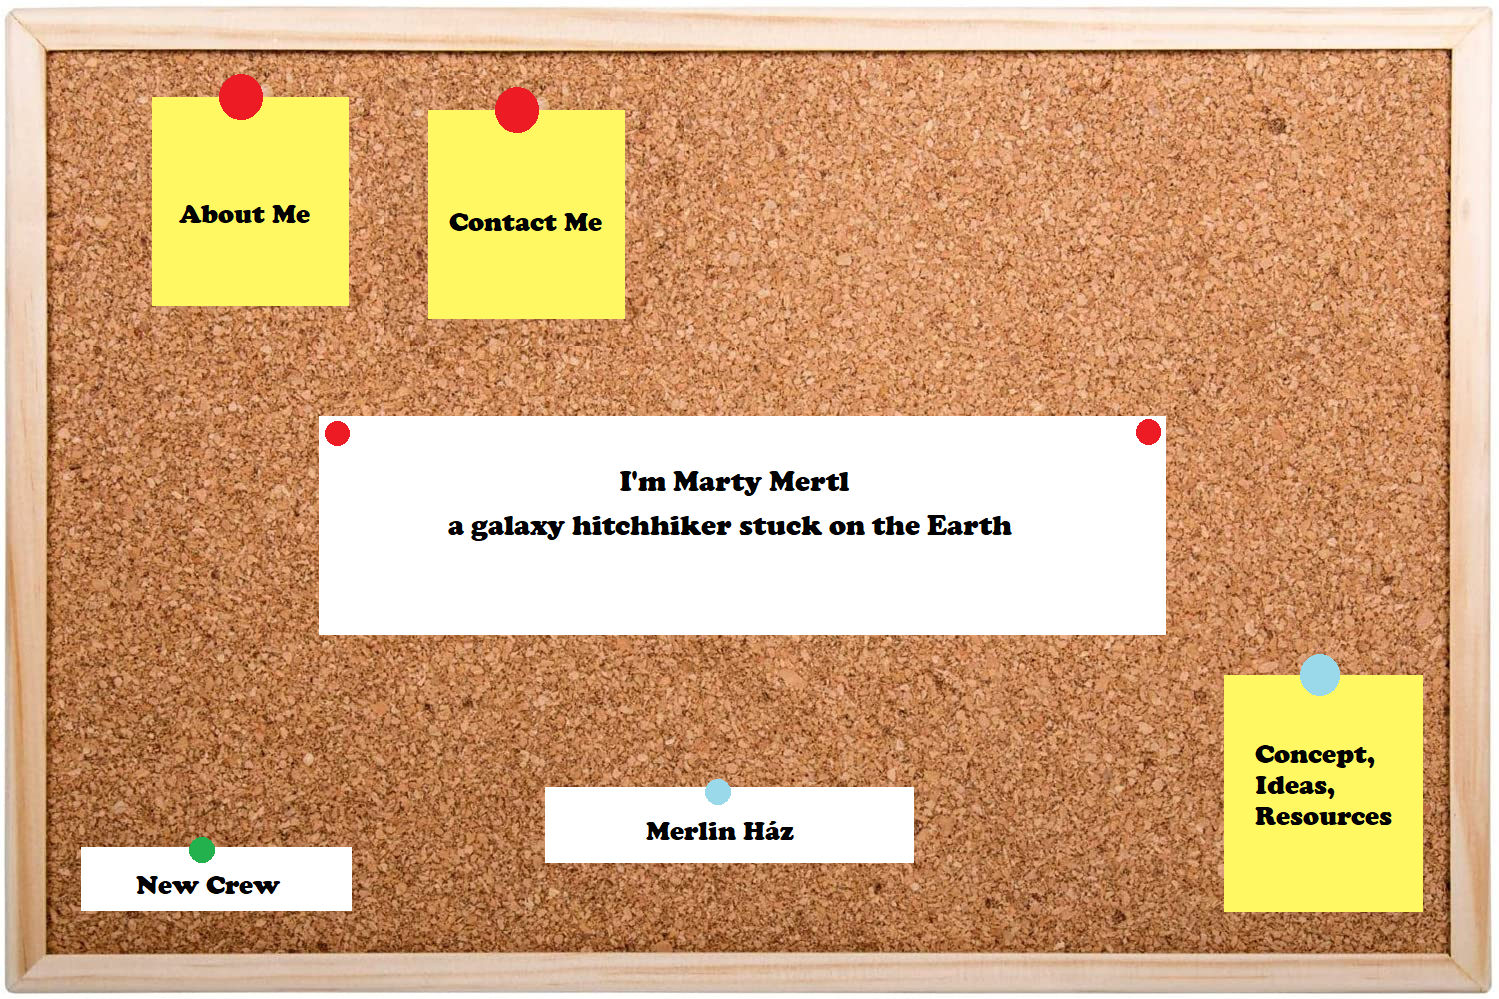 About Me
Contact Me
I'm Marty Mertl
a galaxy hitchhiker stuck on the Earth
Concept,
Ideas,
Resources
Merlin Ház
New Crew